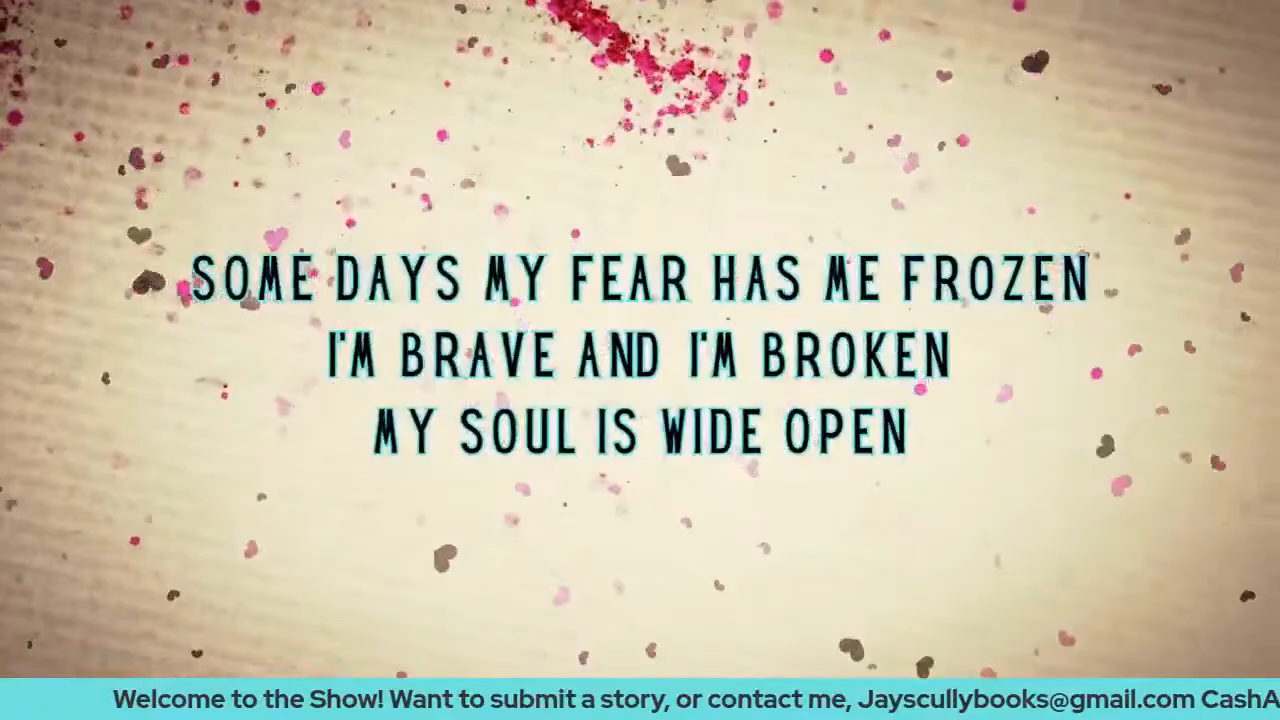 SOME DAYS MY FEAR HAS ME FROZEN
I'M BRAVE AND I'M BROKEN
MY SOUL IS WIDE OPEN
Welcome to the Show! Want to submit a story, or contact me, Jayscullybooks@gmail.com CashA